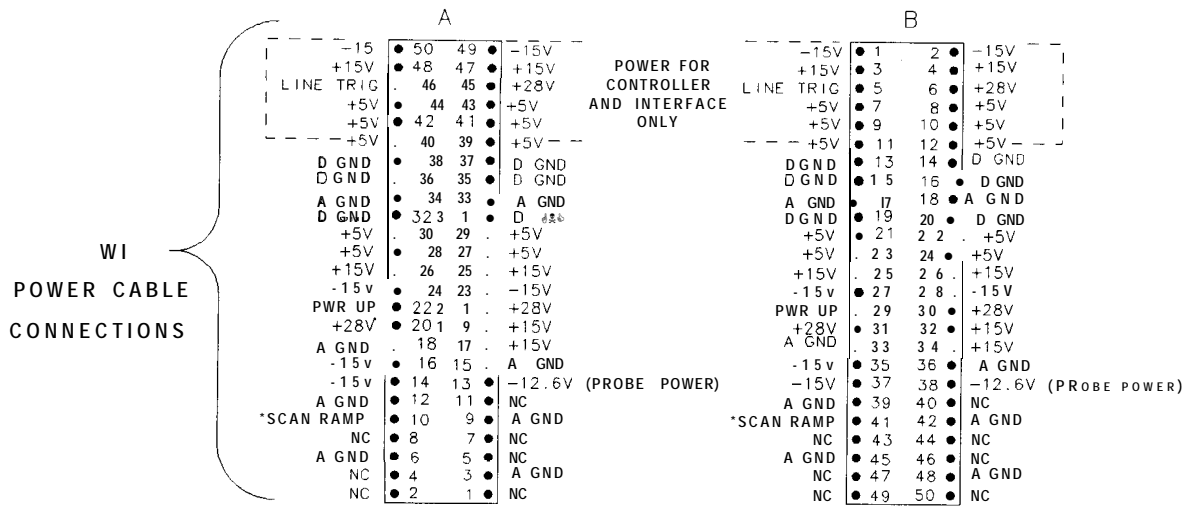 A B
-15 50 49 -15V POWER FOR CONTROLLER AND INTERFACE ONLY -15V 1 2 -15V
+15V 48 47 +15V +15V 3 4 +15V
LINE TRIG 46 45 +28V LINE TRIG 5 6 +28V
+5V 44 43 +5V +5V 7 8 +5V
+5V 42 41 +5V +5V 9 10 +5V
+5V 40 39 +5V +5V 11 12 +5V
D GND 38 37 D GND DGND 13 14 D GND
DGND 36 35 D GND DGND 15 16 D GND
A GND 34 33 A GND A GND 17 18 A GND
D GND 323 1 D DGND 19 20 D GND
+5V 30 29 +5V +5V 21 22 +5V
+5V 28 27 +5V +5V 23 24 +5V
+15V 26 25 +15V +15V 25 26 +15V
-15v 24 23 -15V -15v 27 28 -15V
PWR UP 222 1 +28V PWR UP 29 30 +28V
+28V 201 9 +15V +28V 31 32 +15V
A GND 18 17 +15V A GND 33 34 +15V
-15v 16 15 A GND -15v 35 36 A GND
-15v 14 13 -12.6V (PROBE POWER) -15V 37 38 -12.6V (PROBE POWER)
A GND 12 11 NC A GND 39 40 NC
*SCAN RAMP 10 9 A GND *SCAN RAMP 41 42 A GND
NC 8 7 NC NC 43 44 NC
A GND 6 5 NC A GND 45 46 NC
NC 4 3 A GND NC 47 48 A GND
NC 2 1 NC NC 49 50 NC
WI
POWER CABLE
CONNECTIONS